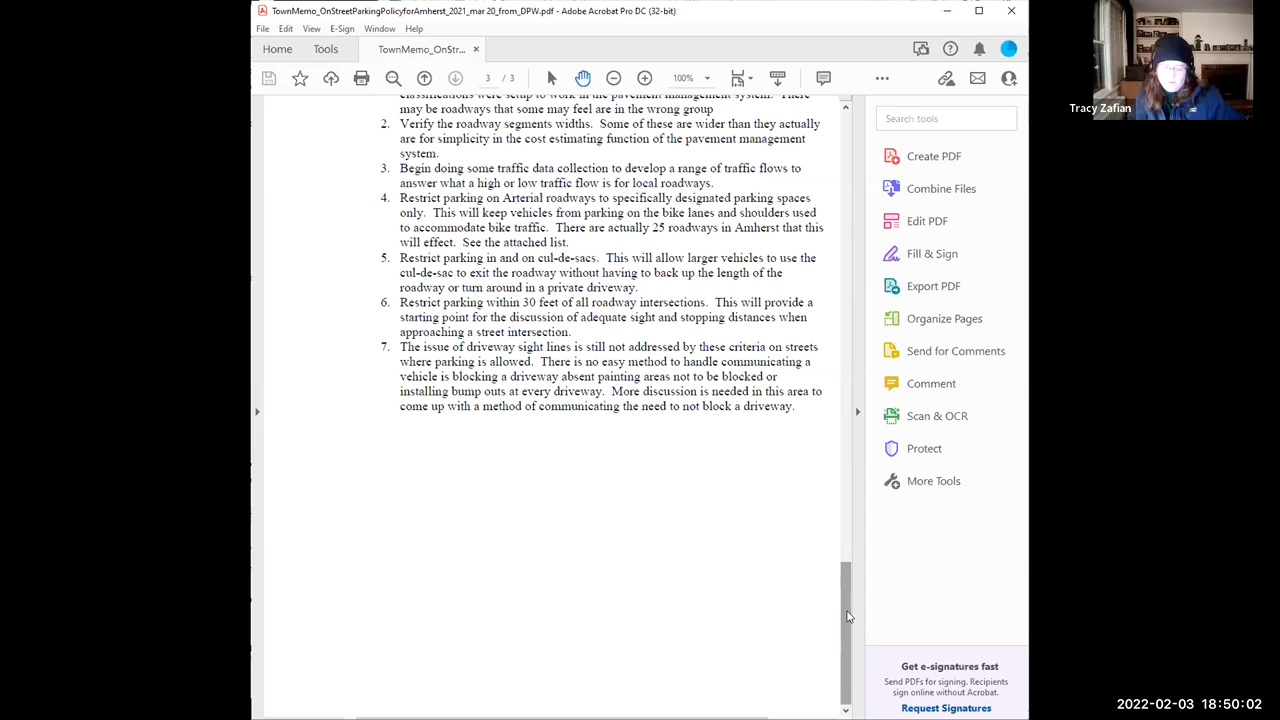 TownMemo_OnStreetParkingPolicyforAmherst_2021_mar 20_from_DPW.pdf - Adobe Acrobat Pro DC (32-bit)
File Edit View E-Sign Window Help
Home Tools TownMemo_OnStr... ×
3 / 3 100%
classifications were setup to work in the pavement management system. There
may be roadways that some may feel are in the wrong group
2. Verify the roadway segments widths. Some of these are wider than they actually
are for simplicity in the cost estimating function of the pavement management
system.
3. Begin doing some traffic data collection to develop a range of traffic flows to
answer what a high or low traffic flow is for local roadways.
4. Restrict parking on Arterial roadways to specifically designated parking spaces
only. This will keep vehicles from parking on the bike lanes and shoulders used
to accommodate bike traffic. There are actually 25 roadways in Amherst that this
will effect. See the attached list.
5. Restrict parking in and on cul-de-sacs. This will allow larger vehicles to use the
cul-de-sac to exit the roadway without having to back up the length of the
roadway or turn around in a private driveway.
6. Restrict parking within 30 feet of all roadway intersections. This will provide a
starting point for the discussion of adequate sight and stopping distances when
approaching a street intersection.
7. The issue of driveway sight lines is still not addressed by these criteria on streets
where parking is allowed. There is no easy method to handle communicating a
vehicle is blocking a driveway absent painting areas not to be blocked or
installing bump outs at every driveway. More discussion is needed in this area to
come up with a method of communicating the need to not block a driveway.
Search tools
Create PDF
Combine Files
Edit PDF
Fill & Sign
Export PDF
Organize Pages
Send for Comments
Comment
Scan & OCR
Protect
More Tools
Get e-signatures fast
Send PDFs for signing. Recipients
sign online without Acrobat.
Request Signatures
Tracy Zafian
2022-02-03 18:50:02